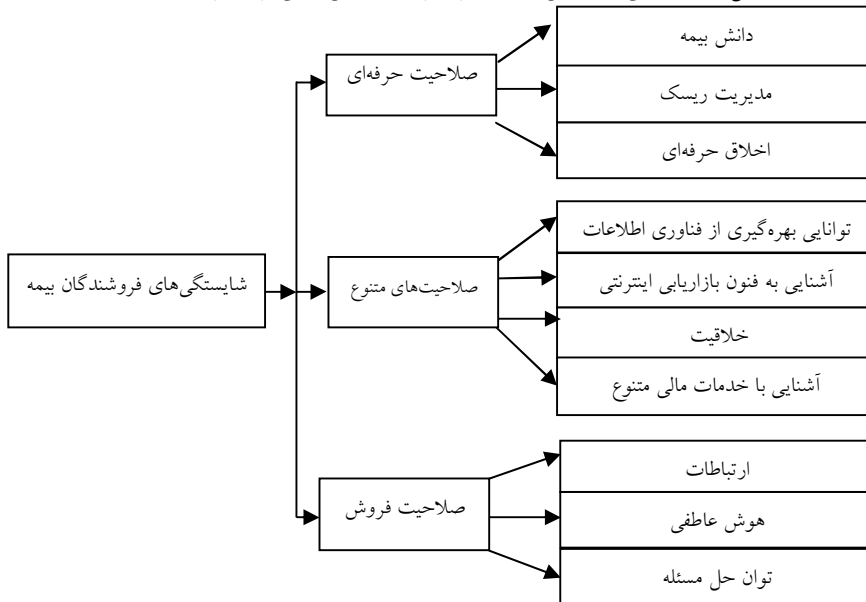 شایستگی‌های فروشندگان بیمه
صلاحیت حرفه‌ای
دانش بیمه
مدیریت ریسک
اخلاق حرفه‌ای
صلاحیت‌های متنوع
توانایی بهره‌گیری از فناوری اطلاعات
آشنایی به فنون بازاریابی اینترنتی
خلاقیت
آشنایی با خدمات مالی متنوع
صلاحیت فروش
ارتباطات
هوش عاطفی
توان حل مسئله